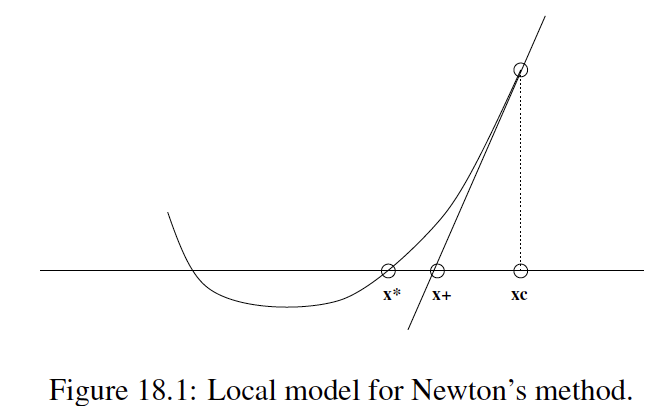 x* x+ xc
Figure 18.1: Local model for Newton's method.